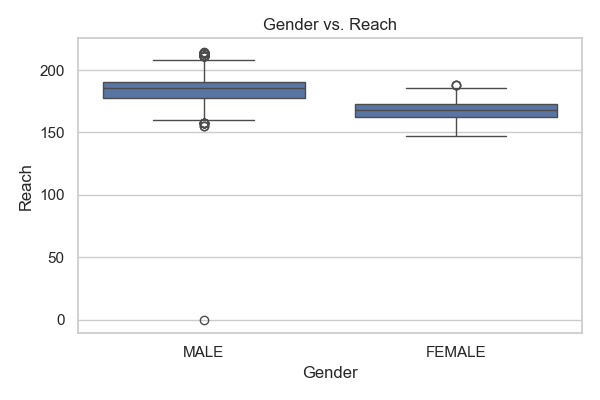 Gender vs. Reach
Reach
200
150
100
50
0
MALE
FEMALE
Gender